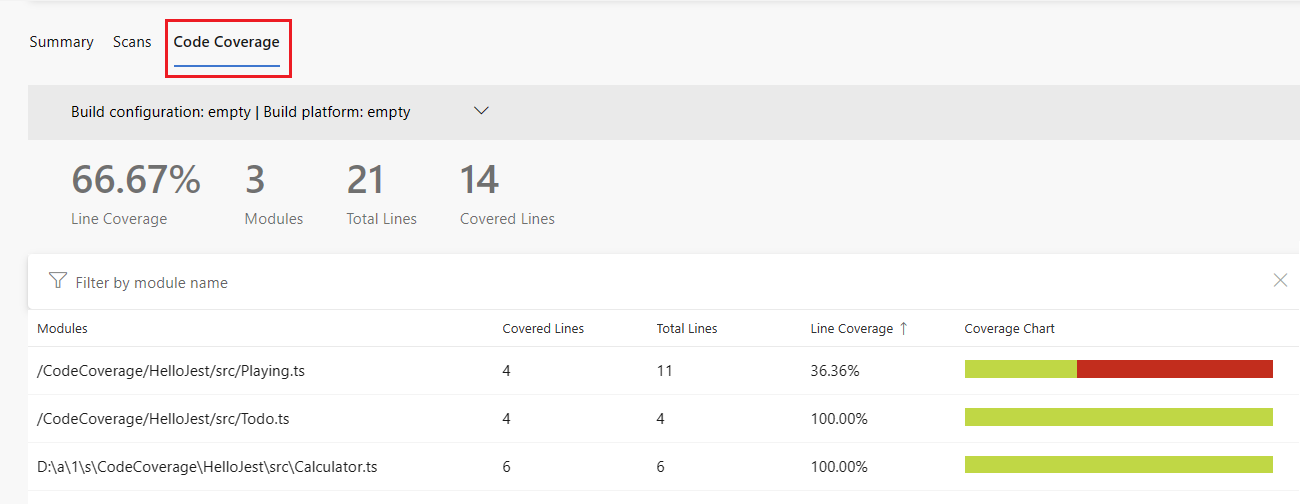 Summary Scans Code Coverage
Build configuration: empty | Build platform: empty
66.67% 3 21 14
Line Coverage Modules Total Lines Covered Lines
Filter by module name
Modules Covered Lines Total Lines Line Coverage ↑ Coverage Chart
/CodeCoverage/HelloJest/src/Playing.ts 4 11 36.36%
/CodeCoverage/HelloJest/src/Todo.ts 4 4 100.00%
D:\a\1\s\CodeCoverage\HelloJest\src\Calculator.ts 6 6 100.00%